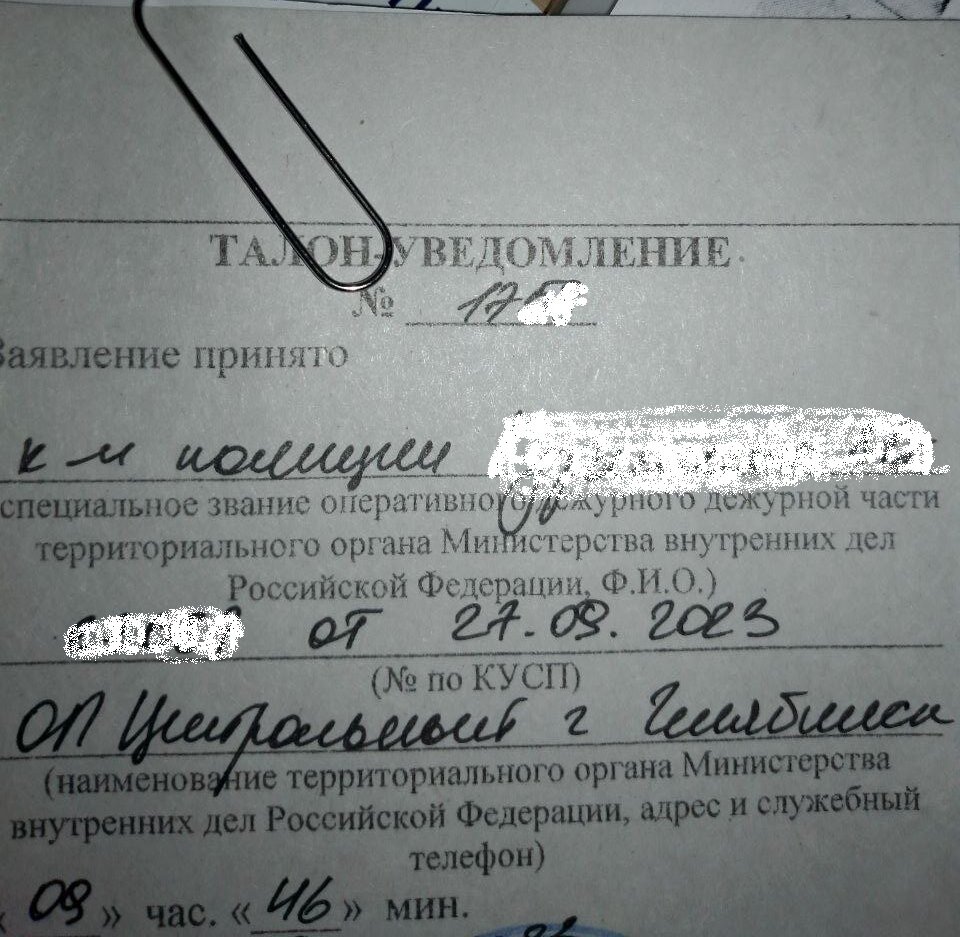 ТАЛОН-УВЕДОМЛЕНИЕ
№ 17
Заявление принято
к-н полиции
специальное звание оперативного дежурного дежурной части
территориального органа Министерства внутренних дел
Российской Федерации, Ф.И.О.)
от 27.09.2023
(№ по КУСП)
ОП Центральный г Челябинск
(наименование территориального органа Министерства
внутренних дел Российской Федерации, адрес и служебный
телефон)
« 09 » час. « 46 » мин.